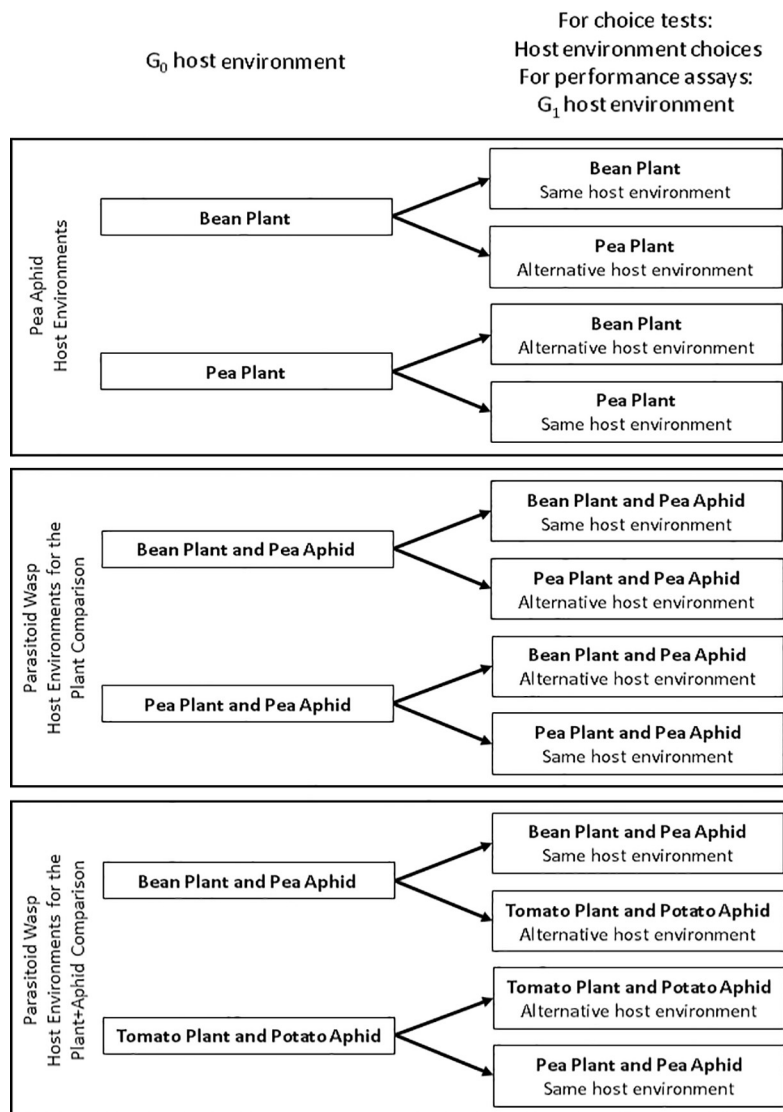 G₀ host environment
For choice tests:
Host environment choices
For performance assays:
G₁ host environment
Pea Aphid
Host Environments
Bean Plant
Bean Plant
Same host environment
Pea Plant
Alternative host environment
Pea Plant
Bean Plant
Alternative host environment
Pea Plant
Same host environment
Parasitoid Wasp
Host Environments for the
Plant Comparison
Bean Plant and Pea Aphid
Bean Plant and Pea Aphid
Same host environment
Pea Plant and Pea Aphid
Alternative host environment
Pea Plant and Pea Aphid
Bean Plant and Pea Aphid
Alternative host environment
Pea Plant and Pea Aphid
Same host environment
Parasitoid Wasp
Host Environments for the
Plant+Aphid Comparison
Bean Plant and Pea Aphid
Bean Plant and Pea Aphid
Same host environment
Tomato Plant and Potato Aphid
Alternative host environment
Tomato Plant and Potato Aphid
Tomato Plant and Potato Aphid
Alternative host environment
Pea Plant and Pea Aphid
Same host environment